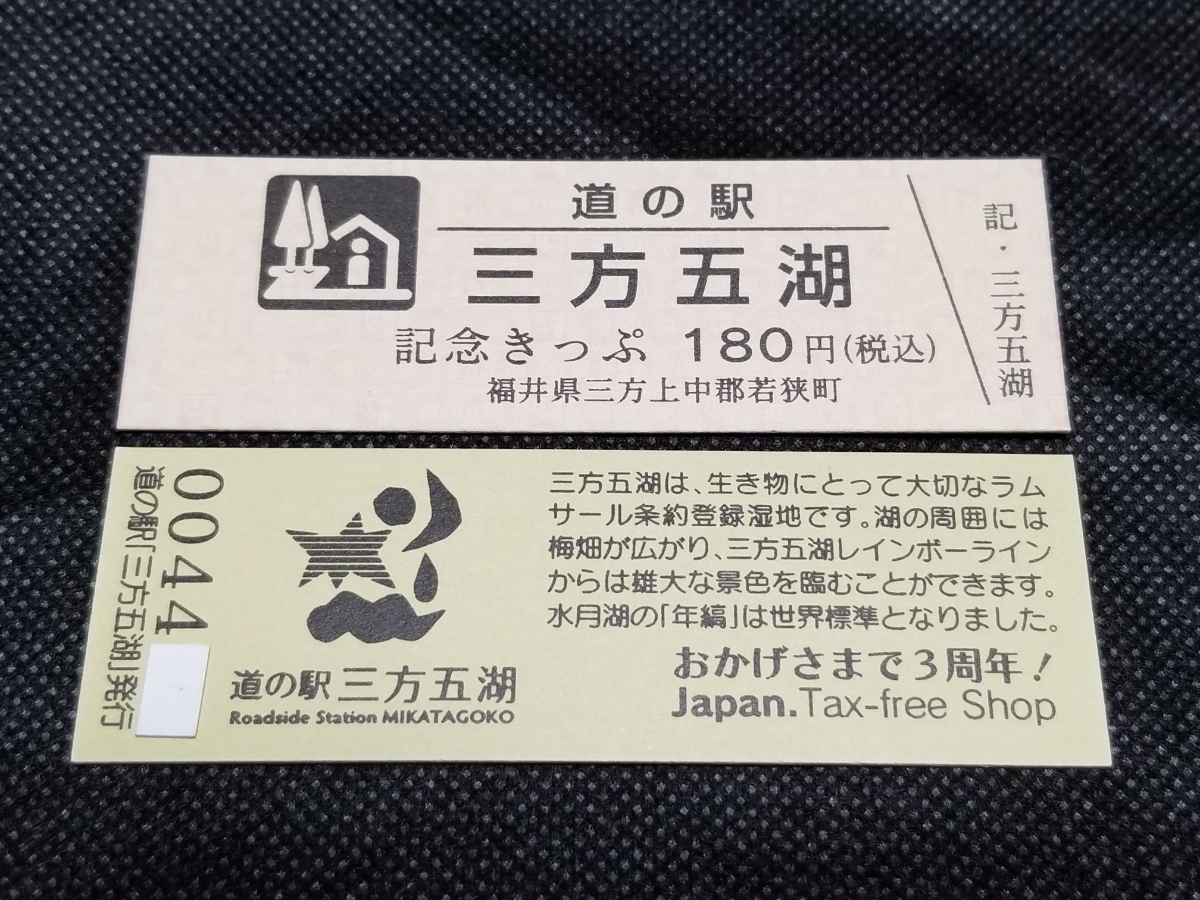 道の駅
三方五湖
記念きっぷ 180円(税込)
福井県三方上中郡若狭町
記・三方五湖
0044
道の駅「三方五湖」発行
道の駅 三方五湖
Roadside Station MIKATAGOKO
三方五湖は、生き物にとって大切なラム
サール条約登録湿地です。湖の周囲には
梅畑が広がり、三方五湖レインボーライン
からは雄大な景色を臨むことができます。
水月湖の「年縞」は世界標準となりました。
おかげさまで3周年!
Japan.Tax-free Shop